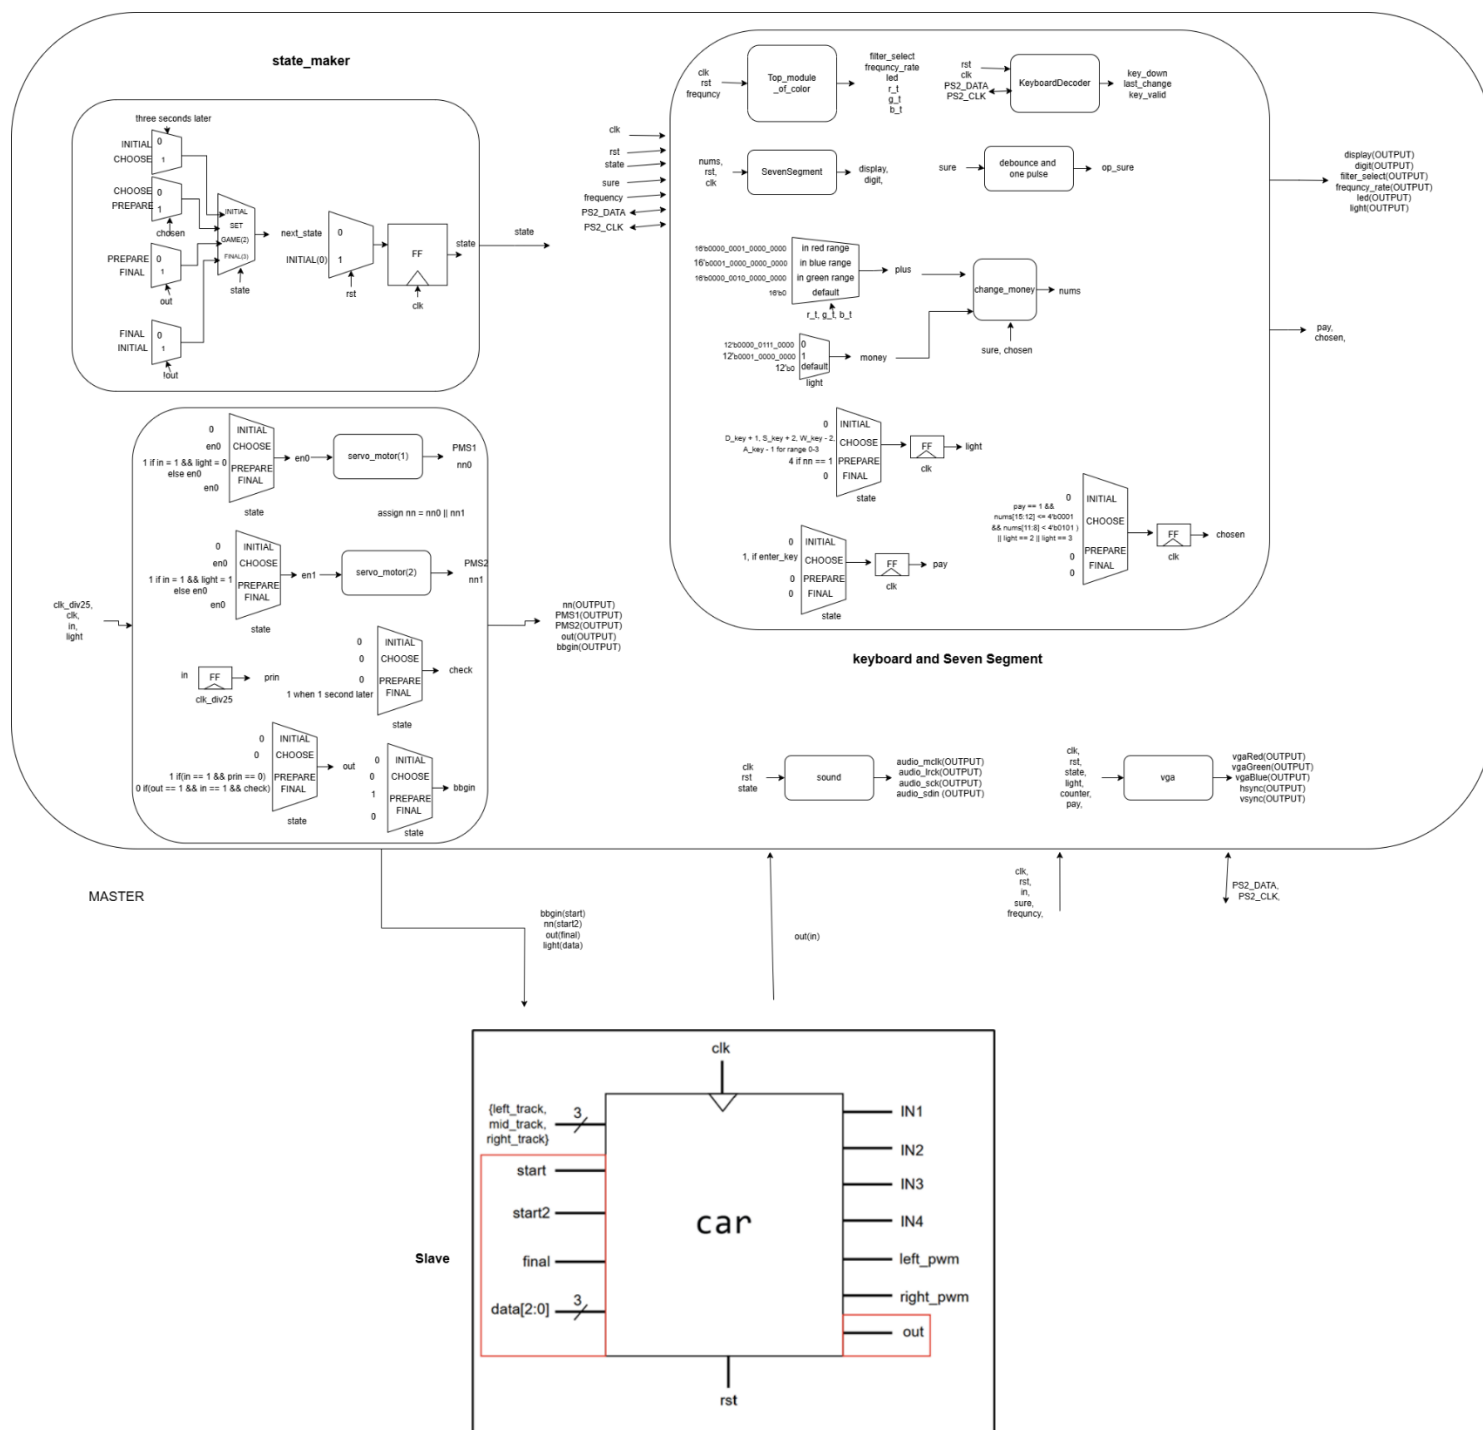 state_maker
three seconds later
INITIAL
CHOOSE
0
1
CHOOSE
PREPARE
0
1
chosen
PREPARE
FINAL
0
1
out
FINAL
INITIAL
0
1
!out
INITIAL
SET
GAME(2)
FINAL(3)
state
next_state
INITIAL(0)
0
1
rst
FF
clk
state
state
clk
rst
state
sure
frequency
PS2_DATA
PS2_CLK
clk
rst
frequncy
Top_module
_of_color
filter_select
frequncy_rate
led
r_t
g_t
b_t
rst
clk
PS2_DATA
PS2_CLK
KeyboardDecoder
key_down
last_change
key_valid
nums,
rst,
clk
SevenSegment
display,
digit,
sure
debounce and
one pulse
op_sure
16'b0000_0001_0000_0000
16'b0001_0000_0000_0000
16'b0000_0010_0000_0000
16'b0
in red range
in blue range
in green range
default
r_t, g_t, b_t
plus
change_money
nums
sure, chosen
12'b0000_0111_0000
12'b0001_0000_0000
12'b0
0
1
default
light
money
0
D_key + 1, S_key + 2, W_key - 2,
A_key - 1 for range 0-3
4 if nn == 1
0
INITIAL
CHOOSE
PREPARE
FINAL
state
FF
clk
light
0
1, if enter_key
0
0
INITIAL
CHOOSE
PREPARE
FINAL
state
FF
clk
pay
0
pay == 1 &&
nums[15:12] <= 4'b0001
&& nums[11:8] < 4'b0101 )
|| light == 2 || light == 3
0
0
INITIAL
CHOOSE
PREPARE
FINAL
state
FF
clk
chosen
keyboard and Seven Segment
display(OUTPUT)
digit(OUTPUT)
filter_select(OUTPUT)
frequncy_rate(OUTPUT)
led(OUTPUT)
light(OUTPUT)
pay,
chosen,
clk_div25,
clk,
in,
light
0
en0
1 if in = 1 && light = 0
else en0
en0
INITIAL
CHOOSE
PREPARE
FINAL
state
en0
servo_motor(1)
PMS1
nn0
assign nn = nn0 || nn1
0
en0
1 if in = 1 && light = 1
else en0
en0
INITIAL
CHOOSE
PREPARE
FINAL
state
en1
servo_motor(2)
PMS2
nn1
in
FF
prin
clk_div25
0
0
0
1 when 1 second later
INITIAL
CHOOSE
PREPARE
FINAL
state
check
0
0
1 if(in == 1 && prin == 0)
0 if(out == 1 && in == 1 && check)
INITIAL
CHOOSE
PREPARE
FINAL
state
out
0
0
1
0
INITIAL
CHOOSE
PREPARE
FINAL
state
bbgin
nn(OUTPUT)
PMS1(OUTPUT)
PMS2(OUTPUT)
out(OUTPUT)
bbgin(OUTPUT)
clk
rst
state
sound
audio_mclk(OUTPUT)
audio_lrck(OUTPUT)
audio_sck(OUTPUT)
audio_sdin (OUTPUT)
clk,
rst,
state,
light,
counter,
pay,
vga
vgaRed(OUTPUT)
vgaGreen(OUTPUT)
vgaBlue(OUTPUT)
hsync(OUTPUT)
vsync(OUTPUT)
MASTER
bbgin(start)
nn(start2)
out(final)
light(data)
out(in)
clk,
rst,
in,
sure,
frequncy,
PS2_DATA,
PS2_CLK,
Slave
clk
{left_track,
mid_track,
right_track}
3
start
start2
final
data[2:0]
3
car
IN1
IN2
IN3
IN4
left_pwm
right_pwm
out
rst